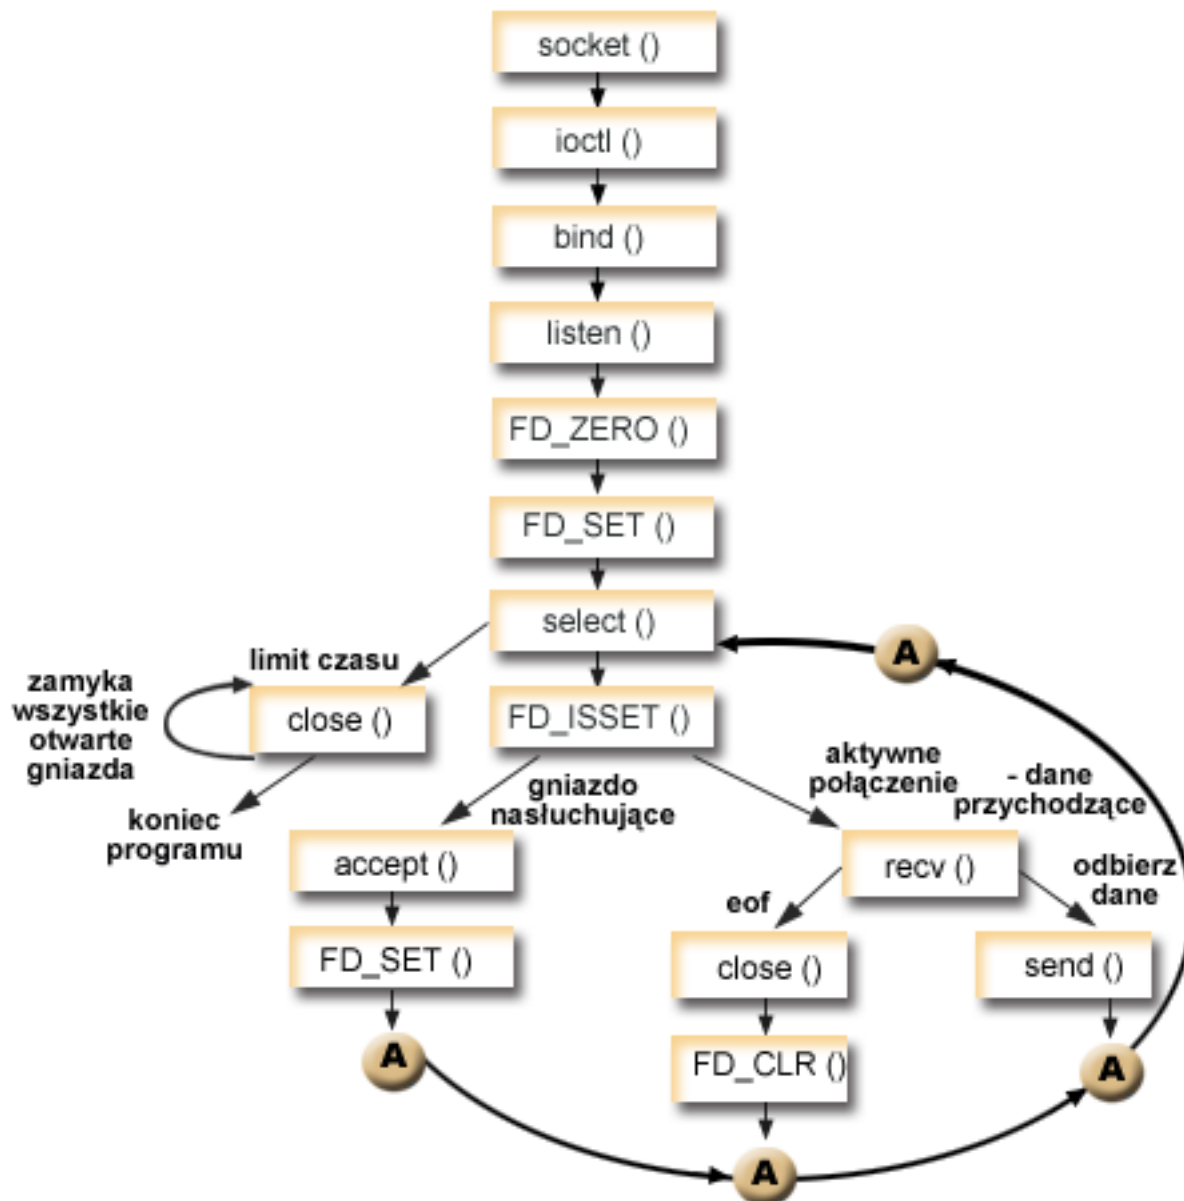 socket ()
ioctl ()
bind ()
listen ()
FD_ZERO ()
FD_SET ()
select ()
A
limit czasu
zamyka
wszystkie
otwarte
gniazda
close ()
FD_ISSET ()
koniec
programu
gniazdo
nasłuchujące
aktywne
połączenie
- dane
przychodzące
accept ()
recv ()
eof
odbierz
dane
FD_SET ()
close ()
send ()
A
FD_CLR ()
A
A